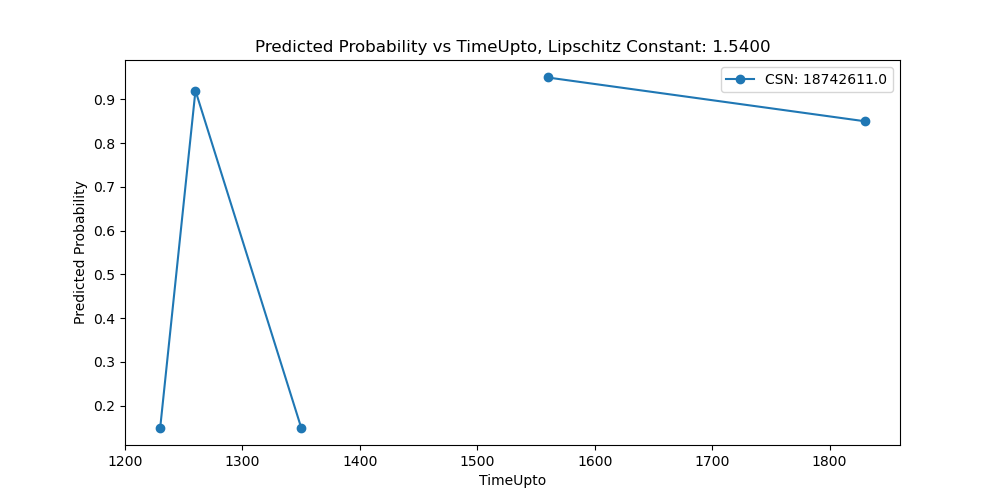 Predicted Probability vs TimeUpto, Lipschitz Constant: 1.5400
CSN: 18742611.0
Predicted Probability
0.9
0.8
0.7
0.6
0.5
0.4
0.3
0.2
1200 1300 1400 1500 1600 1700 1800
TimeUpto